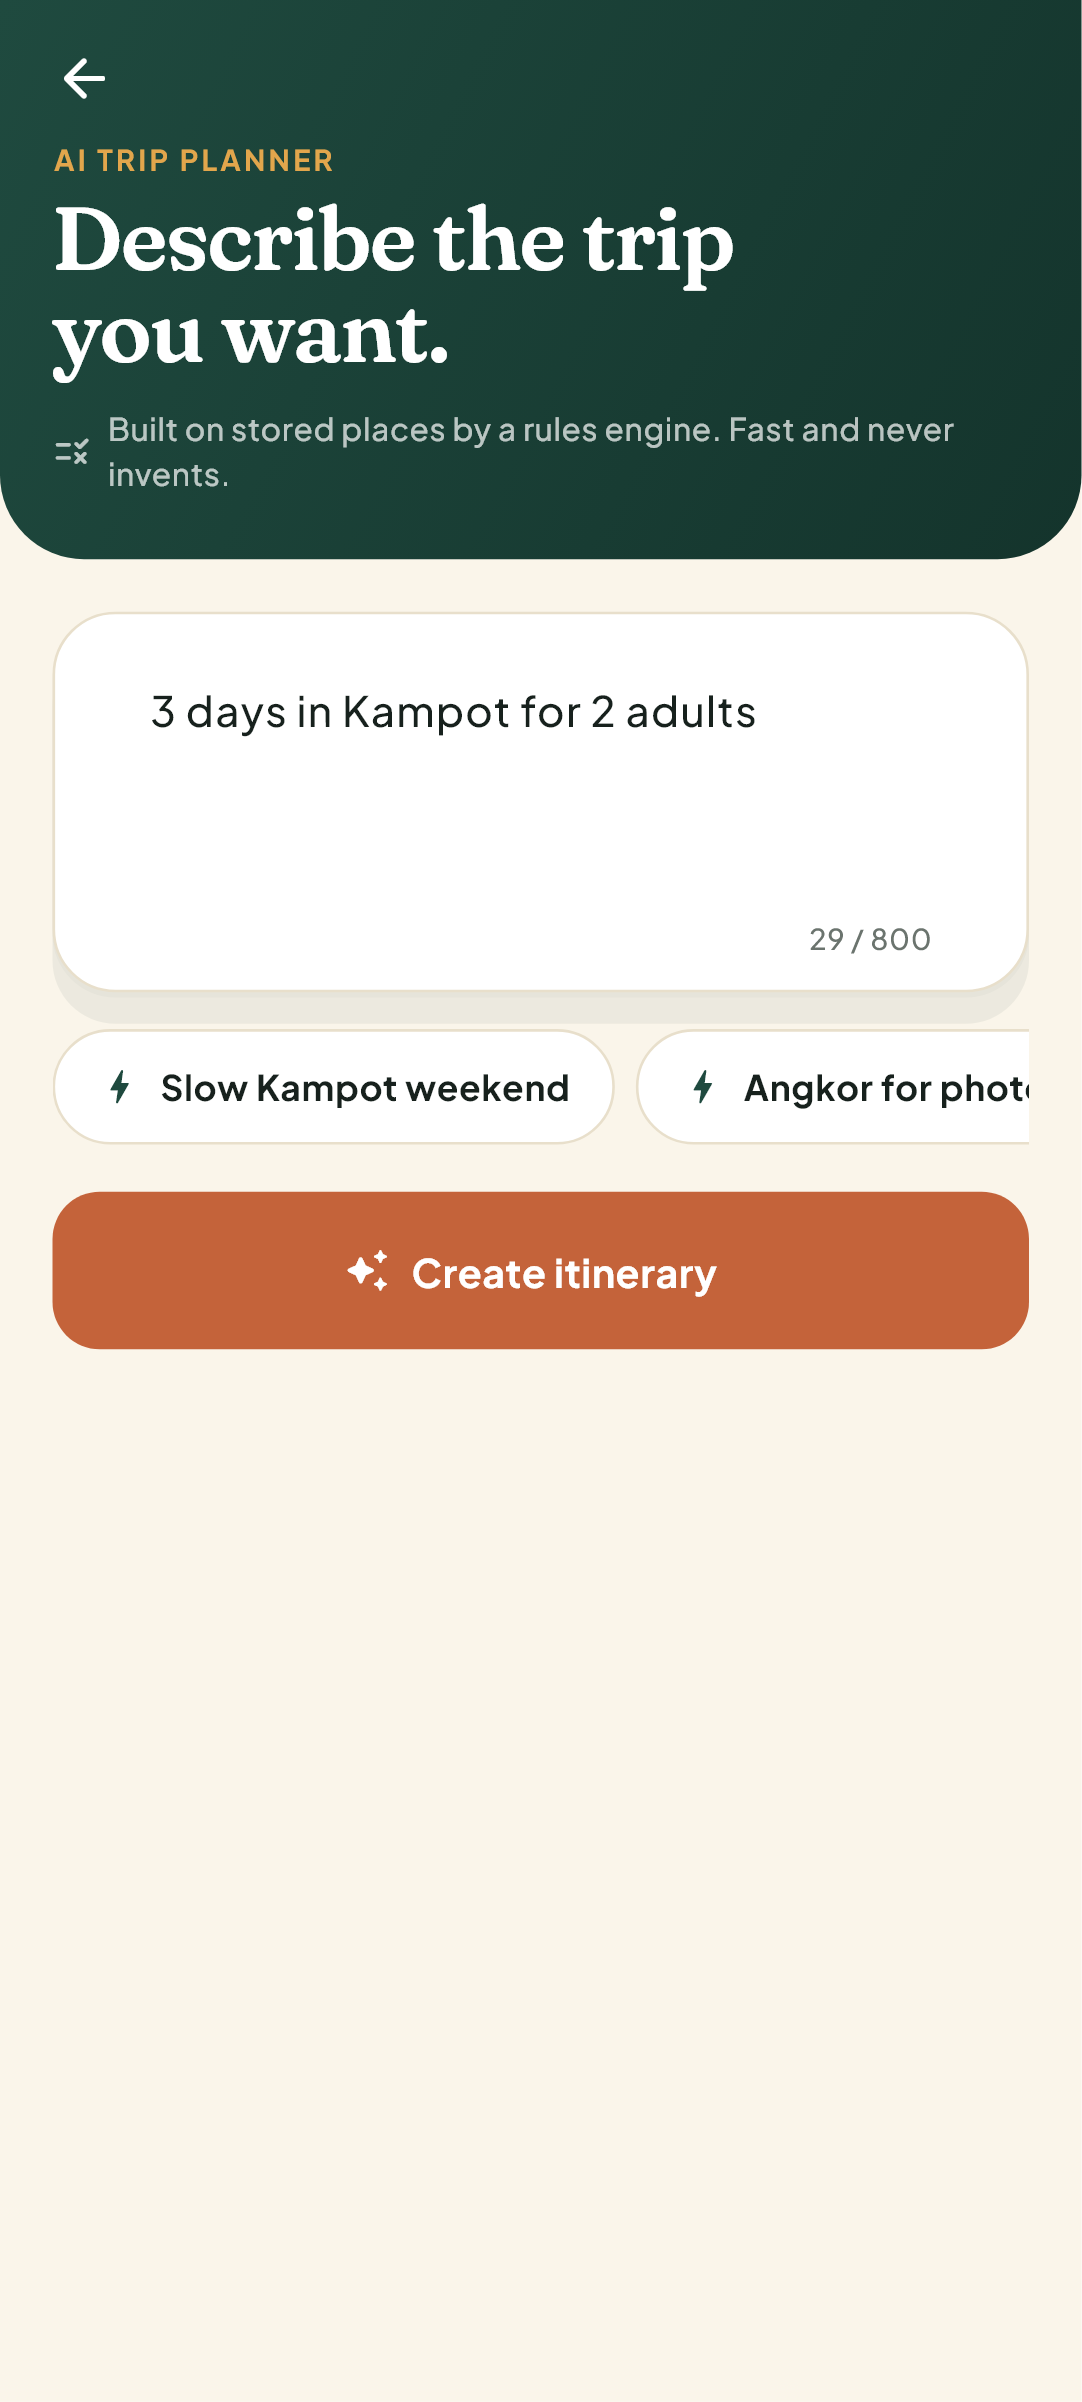 AI TRIP PLANNER
Describe the trip
you want.
Built on stored places by a rules engine. Fast and never
invents.
3 days in Kampot for 2 adults
29 / 800
Slow Kampot weekend
Angkor for
Create itinerary